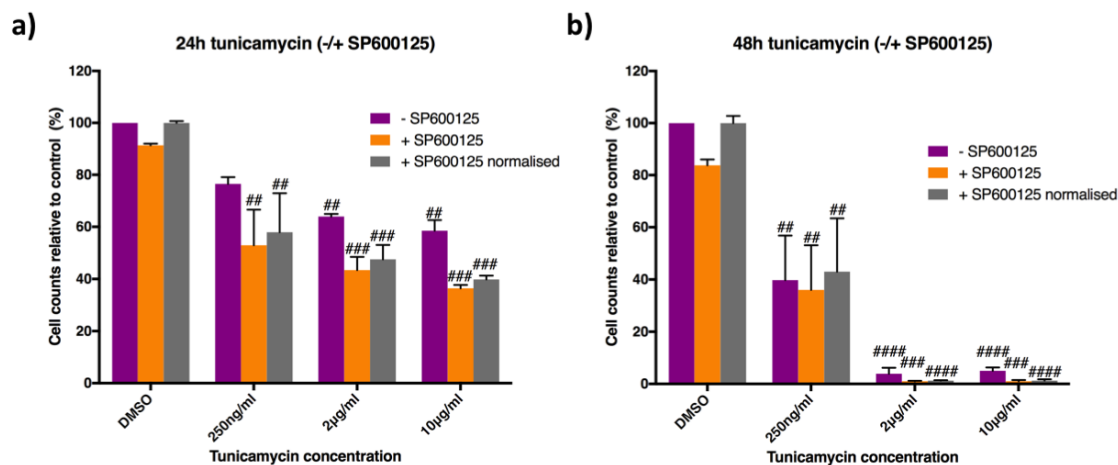 a)
24h tunicamycin (-/+ SP600125)
Cell counts relative to control (%)
120
100
80
60
40
20
0
- SP600125
+ SP600125
+ SP600125 normalised
## ##
## ### ###
## ### ###
DMSO
250ng/ml
2µg/ml
10µg/ml
Tunicamycin concentration
b)
48h tunicamycin (-/+ SP600125)
Cell counts relative to control (%)
120
100
80
60
40
20
0
- SP600125
+ SP600125
+ SP600125 normalised
## ## ##
#### ### ####
#### ### ####
DMSO
250ng/ml
2µg/ml
10µg/ml
Tunicamycin concentration